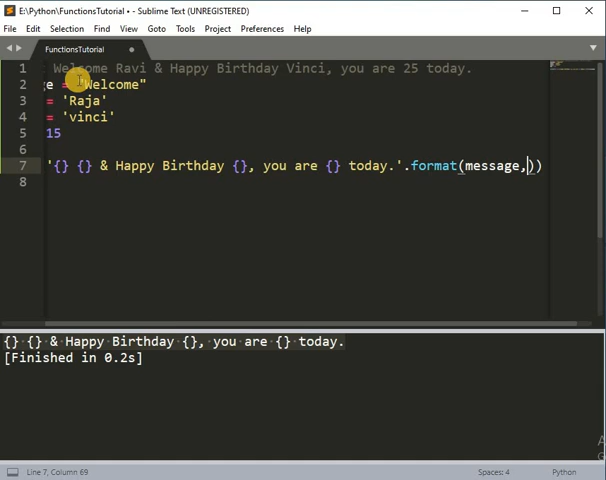 E:\Python\FunctionsTutorial • - Sublime Text (UNREGISTERED)
File Edit Selection Find View Goto Tools Project Preferences Help
FunctionsTutorial
1 Welcome Ravi & Happy Birthday Vinci, you are 25 today.
2 ge = "Welcome"
3 = 'Raja'
4 = 'vinci'
5 15
6
7 '{} {} & Happy Birthday {}, you are {} today.'.format(message,))
8
{} {} & Happy Birthday {}, you are {} today.
[Finished in 0.2s]
Line 7, Column 69 Spaces: 4 Python